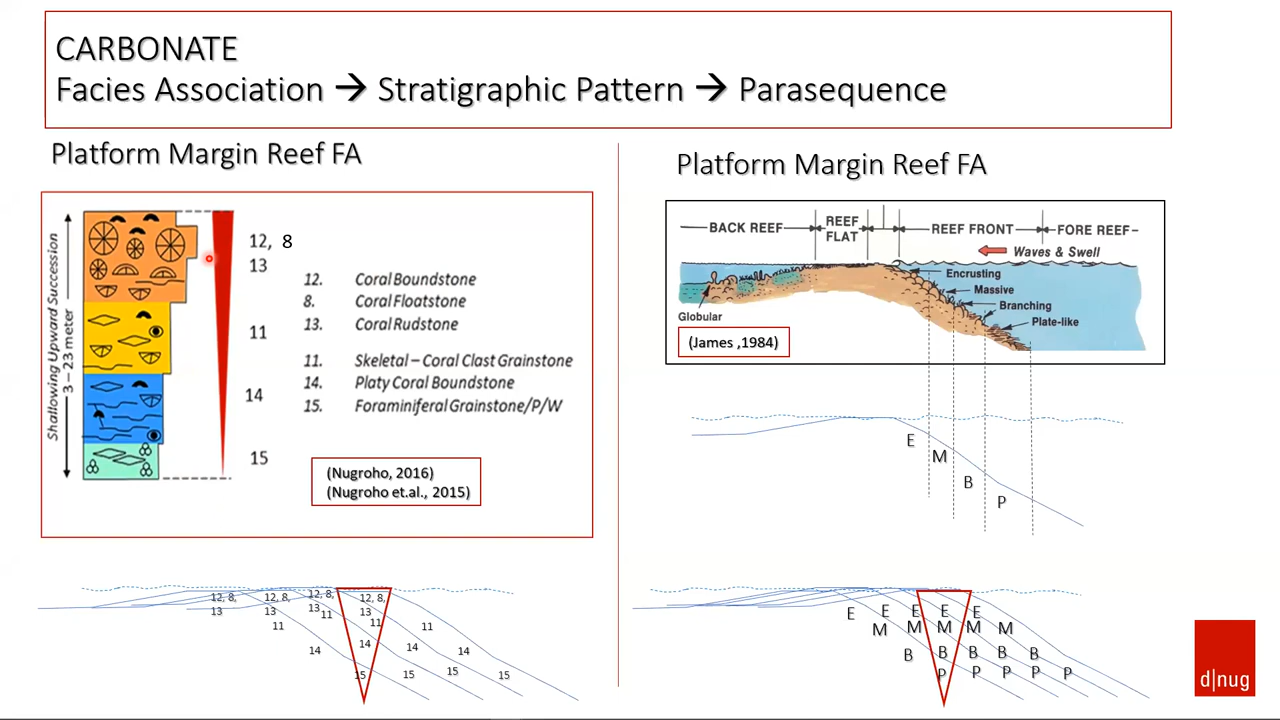 CARBONATE
Facies Association → Stratigraphic Pattern → Parasequence
Platform Margin Reef FA
Shallowing Upward Succession
3 – 23 meter
12, 8
13
11
14
15
12. Coral Boundstone
8. Coral Floatstone
13. Coral Rudstone
11. Skeletal – Coral Clast Grainstone
14. Platy Coral Boundstone
15. Foraminiferal Grainstone/P/W
(Nugroho, 2016)
(Nugroho et.al., 2015)
12, 8, 12, 8, 12, 8, 12, 8,
13 13 13 13
11 11 11 11
14 14 14 14
15 15 15 15
Platform Margin Reef FA
BACK REEF
REEF
FLAT
REEF FRONT
FORE REEF
Waves & Swell
Encrusting
Massive
Branching
Plate-like
Globular
(James ,1984)
E
M
B
P
E E E E
M M M M M
B B B B B
P P P P P
d|nug